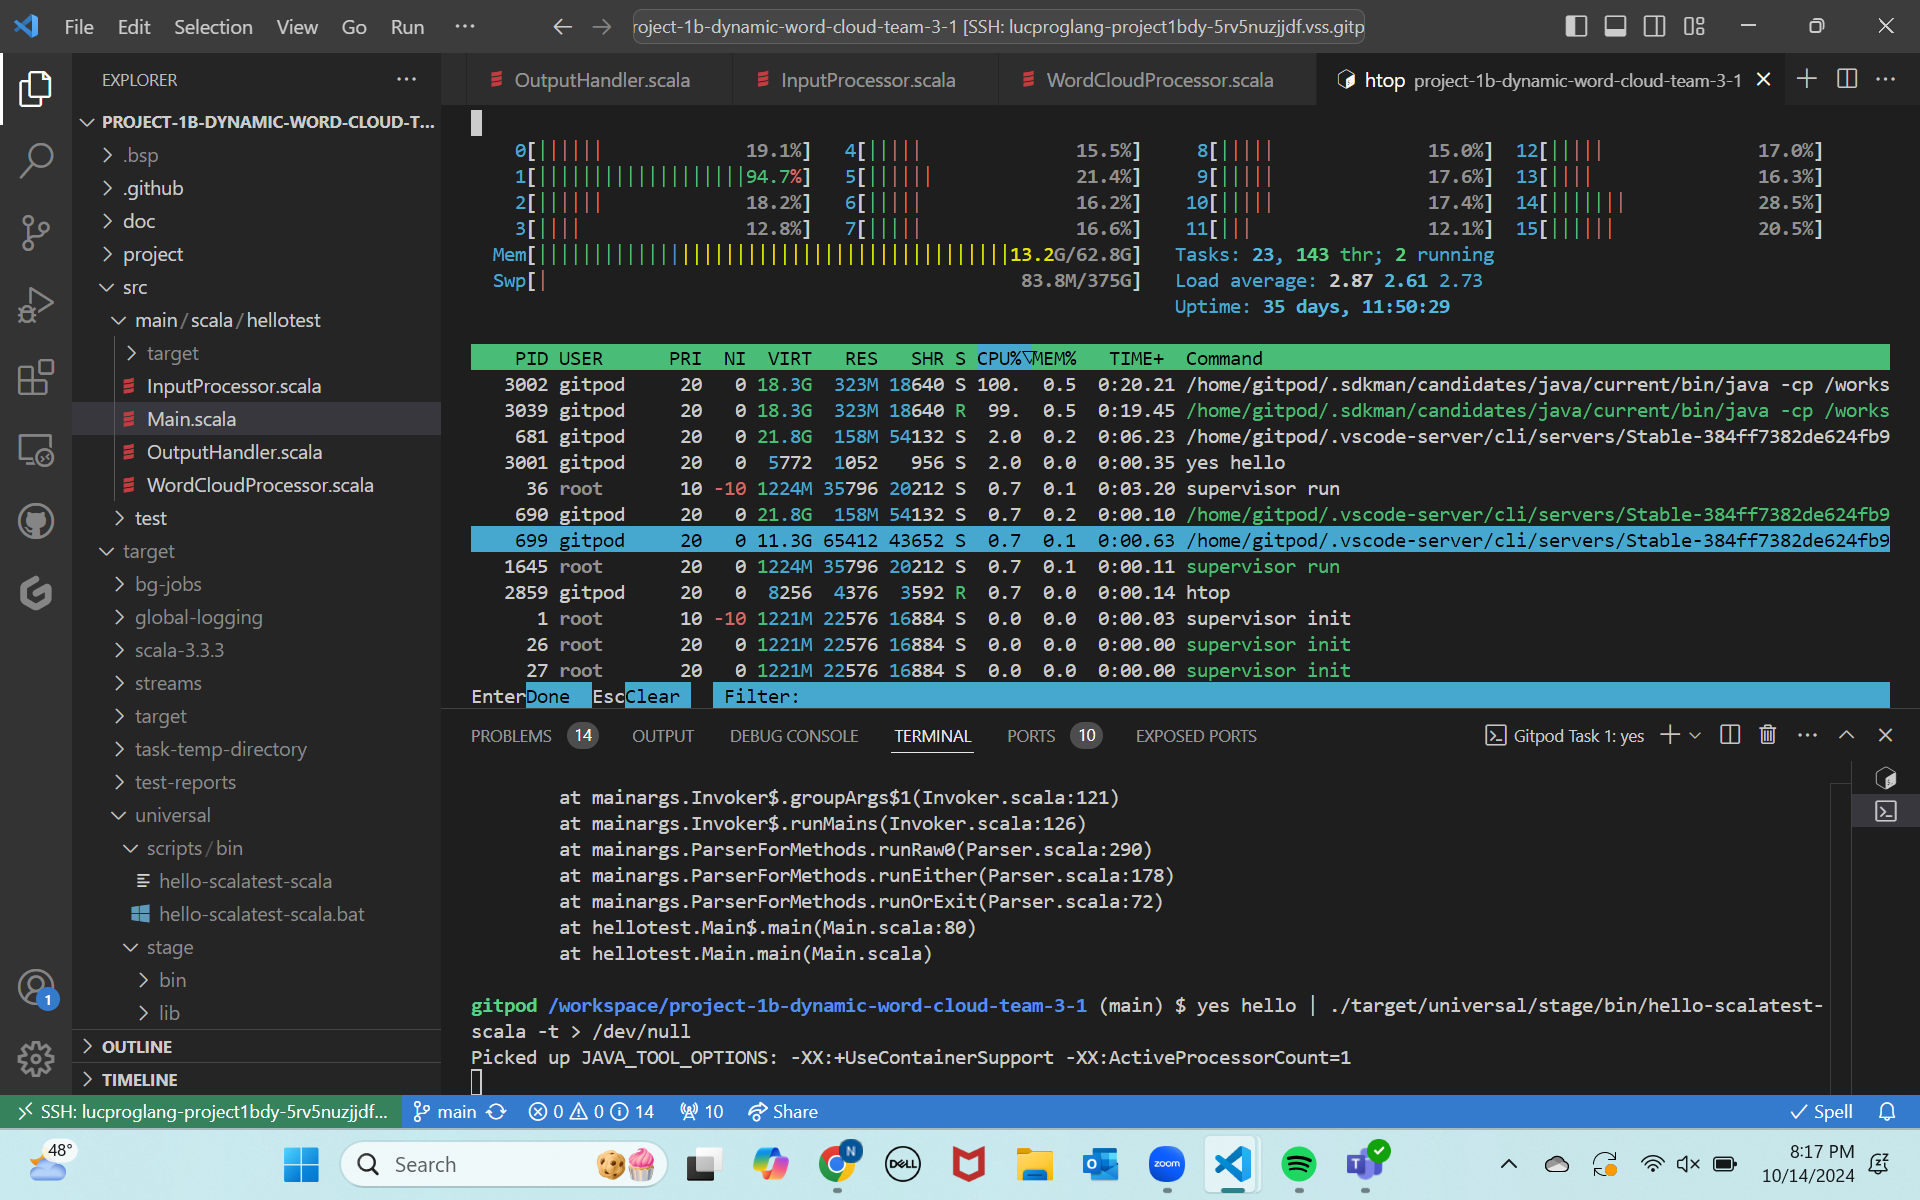 File Edit Selection View Go Run ··· roject-1b-dynamic-word-cloud-team-3-1 [SSH: lucproglang-project1bdy-5rv5nuzjjdf.vss.gitp
EXPLORER ···
PROJECT-1B-DYNAMIC-WORD-CLOUD-T...
.bsp
.github
doc
project
src
main/scala/hellotest
target
InputProcessor.scala
Main.scala
OutputHandler.scala
WordCloudProcessor.scala
test
target
bg-jobs
global-logging
scala-3.3.3
streams
target
task-temp-directory
test-reports
universal
scripts/bin
hello-scalatest-scala
hello-scalatest-scala.bat
stage
bin
lib
OUTLINE
TIMELINE
1
OutputHandler.scala InputProcessor.scala WordCloudProcessor.scala htop project-1b-dynamic-word-cloud-team-3-1
0[||||||19.1%] 4[|||||15.5%] 8[|||||15.0%] 12[|||||17.0%]
1[|||||||||||||||||||94.7%] 5[||||||21.4%] 9[|||||17.6%] 13[||||16.3%]
2[||||||18.2%] 6[|||||16.2%] 10[|||||17.4%] 14[|||||||28.5%]
3[||||12.8%] 7[|||||16.6%] 11[|||12.1%] 15[||||||20.5%]
Mem[|||||||||||||||||||||||||||||||||||||||||||13.2G/62.8G] Tasks: 23, 143 thr; 2 running
Swp[|83.8M/375G] Load average: 2.87 2.61 2.73
Uptime: 35 days, 11:50:29
PID USER PRI NI VIRT RES SHR S CPU%▽MEM% TIME+ Command
3002 gitpod 20 0 18.3G 323M 18640 S 100. 0.5 0:20.21 /home/gitpod/.sdkman/candidates/java/current/bin/java -cp /works
3039 gitpod 20 0 18.3G 323M 18640 R 99. 0.5 0:19.45 /home/gitpod/.sdkman/candidates/java/current/bin/java -cp /works
681 gitpod 20 0 21.8G 158M 54132 S 2.0 0.2 0:06.23 /home/gitpod/.vscode-server/cli/servers/Stable-384ff7382de624fb9
3001 gitpod 20 0 5772 1052 956 S 2.0 0.0 0:00.35 yes hello
36 root 10 -10 1224M 35796 20212 S 0.7 0.1 0:03.20 supervisor run
690 gitpod 20 0 21.8G 158M 54132 S 0.7 0.2 0:00.10 /home/gitpod/.vscode-server/cli/servers/Stable-384ff7382de624fb9
699 gitpod 20 0 11.3G 65412 43652 S 0.7 0.1 0:00.63 /home/gitpod/.vscode-server/cli/servers/Stable-384ff7382de624fb9
1645 root 20 0 1224M 35796 20212 S 0.7 0.1 0:00.11 supervisor run
2859 gitpod 20 0 8256 4376 3592 R 0.7 0.0 0:00.14 htop
1 root 10 -10 1221M 22576 16884 S 0.0 0.0 0:00.03 supervisor init
26 root 20 0 1221M 22576 16884 S 0.0 0.0 0:00.00 supervisor init
27 root 20 0 1221M 22576 16884 S 0.0 0.0 0:00.00 supervisor init
EnterDone EscClear Filter:
PROBLEMS 14 OUTPUT DEBUG CONSOLE TERMINAL PORTS 10 EXPOSED PORTS Gitpod Task 1: yes
at mainargs.Invoker$.groupArgs$1(Invoker.scala:121)
at mainargs.Invoker$.runMains(Invoker.scala:126)
at mainargs.ParserForMethods.runRaw0(Parser.scala:290)
at mainargs.ParserForMethods.runEither(Parser.scala:178)
at mainargs.ParserForMethods.runOrExit(Parser.scala:72)
at hellotest.Main$.main(Main.scala:80)
at hellotest.Main.main(Main.scala)
gitpod /workspace/project-1b-dynamic-word-cloud-team-3-1 (main) $ yes hello | ./target/universal/stage/bin/hello-scalatest-
scala -t > /dev/null
Picked up JAVA_TOOL_OPTIONS: -XX:+UseContainerSupport -XX:ActiveProcessorCount=1
SSH: lucproglang-project1bdy-5rv5nuzjjdf... main 0 0 14 10 Share Spell
48° Search DELL zoom N 8:17 PM
10/14/2024